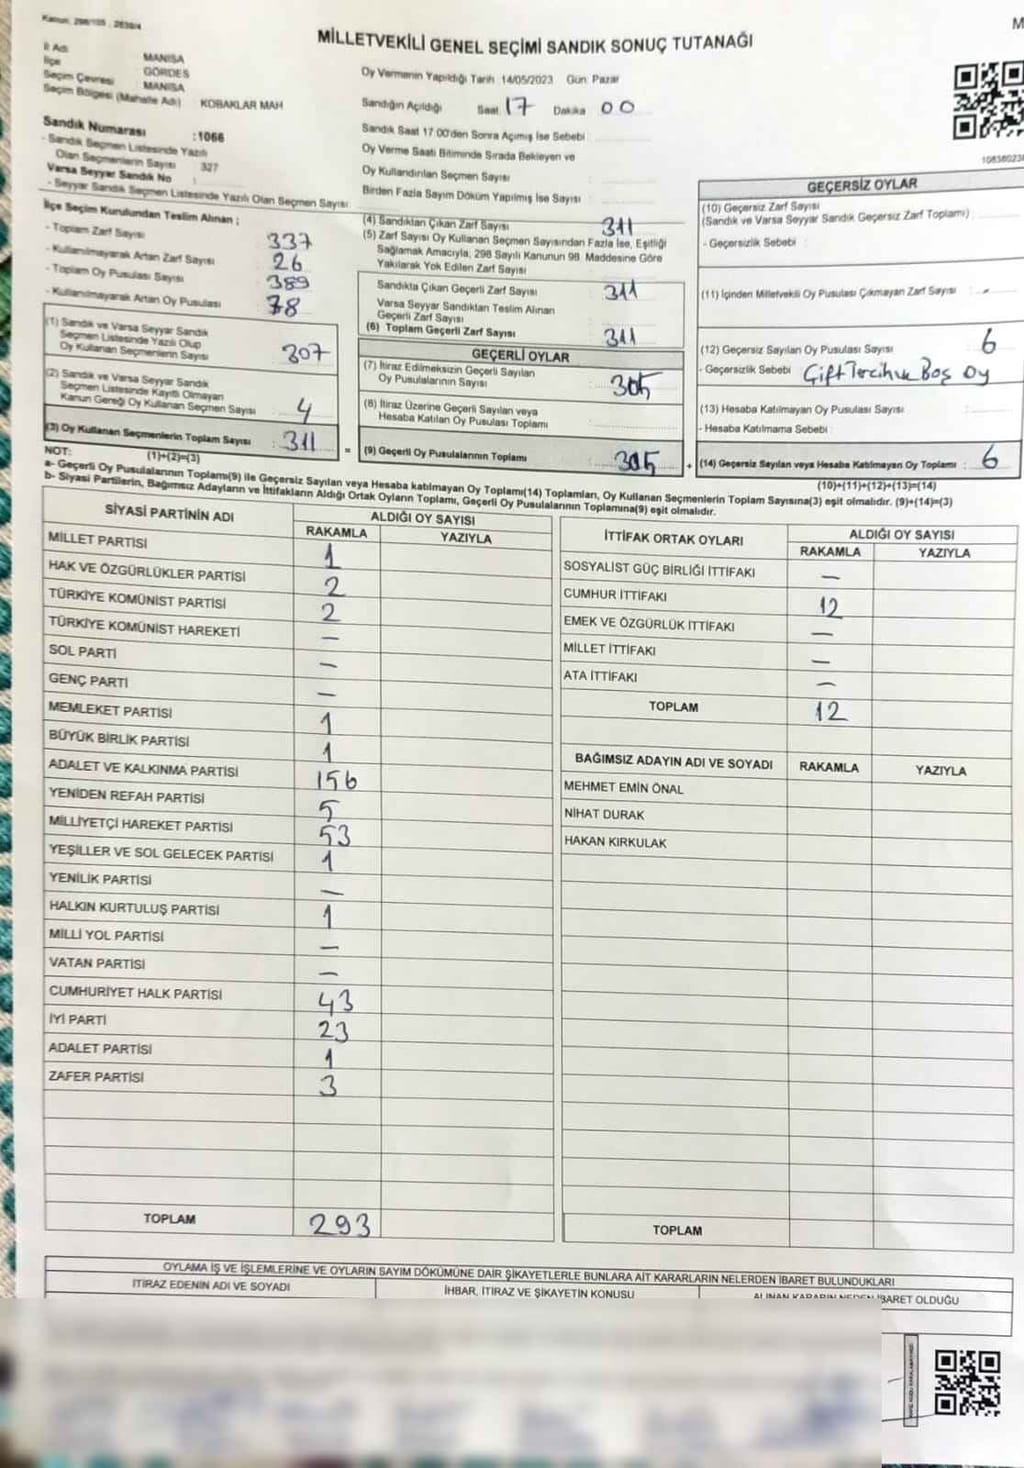 Kanun: 298/105 , 2839/4
MİLLETVEKİLİ GENEL SEÇİMİ SANDIK SONUÇ TUTANAĞI
M
İl Adı MANİSA
İlçe GÖRDES
Seçim Çevresi MANİSA
Seçim Bölgesi (Mahalle Adı) KOBAKLAR MAH
Sandık Numarası :1066
- Sandık Seçmen Listesinde Yazılı
Olan Seçmenlerin Sayısı 327
Varsa Seyyar Sandık No :
- Seyyar Sandık Seçmen Listesinde Yazılı Olan Seçmen Sayısı:
İlçe Seçim Kurulundan Teslim Alınan ;
- Toplam Zarf Sayısı 337
- Kullanılmayarak Artan Zarf Sayısı 26
- Toplam Oy Pusulası Sayısı 389
- Kullanılmayarak Artan Oy Pusulası 78
(1) Sandık ve Varsa Seyyar Sandık
Seçmen Listesinde Yazılı Olup
Oy Kullanan Seçmenlerin Sayısı : 307
(2) Sandık ve Varsa Seyyar Sandık
Seçmen Listesinde Kayıtlı Olmayan
Kanun Gereği Oy Kullanan Seçmen Sayısı : 4
(3) Oy Kullanan Seçmenlerin Toplam Sayısı : 311
(1)+(2)=(3)
Oy Vermenin Yapıldığı Tarih 14/05/2023 Gün Pazar
Sandığın Açıldığı Saat 17 Dakika 00
Sandık Saat 17:00'den Sonra Açımış İse Sebebi :
Oy Verme Saati Bitiminde Sırada Bekleyen ve
Oy Kullandırılan Seçmen Sayısı :
Birden Fazla Sayım Döküm Yapılmış İse Sayısı :
(4) Sandıktan Çıkan Zarf Sayısı 311
(5) Zarf Sayısı Oy Kullanan Seçmen Sayısından Fazla İse, Eşitliği
Sağlamak Amacıyla, 298 Sayılı Kanunun 98. Maddesine Göre
Yakılarak Yok Edilen Zarf Sayısı
Sandıkta Çıkan Geçerli Zarf Sayısı 311
Varsa Seyyar Sandıktan Teslim Alınan
Geçerli Zarf Sayısı
(6) Toplam Geçerli Zarf Sayısı 311
GEÇERLİ OYLAR
(7) İtiraz Edilmeksizin Geçerli Sayılan
Oy Pusulalarının Sayısı : 305
(8) İtiraz Üzerine Geçerli Sayılan veya
Hesaba Katılan Oy Pusulası Toplamı :
= (9) Geçerli Oy Pusulalarının Toplamı : 305
10838023
GEÇERSİZ OYLAR
(10) Geçersiz Zarf Sayısı
(Sandık ve Varsa Seyyar Sandık Geçersiz Zarf Toplamı) :
- Geçersizlik Sebebi :
(11) İçinden Milletvekili Oy Pusulası Çıkmayan Zarf Sayısı :
(12) Geçersiz Sayılan Oy Pusulası Sayısı : 6
- Geçersizlik Sebebi : Çift Tercih ve Boş Oy
(13) Hesaba Katılmayan Oy Pusulası Sayısı :
- Hesaba Katılmama Sebebi :
+ (14) Geçersiz Sayılan veya Hesaba Katılmayan Oy Toplamı : 6
(10)+(11)+(12)+(13)=(14)
NOT:
a- Geçerli Oy Pusulalarının Toplamı(9) ile Geçersiz Sayılan veya Hesaba katılmayan Oy Toplamı(14) Toplamları, Oy Kullanan Seçmenlerin Toplam Sayısına(3) eşit olmalıdır. (9)+(14)=(3)
b- Siyasi Partilerin, Bağımsız Adayların ve İttifakların Aldığı Ortak Oyların Toplamı, Geçerli Oy Pusulalarının Toplamına(9) eşit olmalıdır.
SİYASİ PARTİNİN ADI ALDIĞI OY SAYISI
RAKAMLA YAZIYLA
MİLLET PARTİSİ 1
HAK VE ÖZGÜRLÜKLER PARTİSİ 2
TÜRKİYE KOMÜNİST PARTİSİ 2
TÜRKİYE KOMÜNİST HAREKETİ -
SOL PARTİ -
GENÇ PARTİ -
MEMLEKET PARTİSİ 1
BÜYÜK BİRLİK PARTİSİ 1
ADALET VE KALKINMA PARTİSİ 156
YENİDEN REFAH PARTİSİ 5
MİLLİYETÇİ HAREKET PARTİSİ 53
YEŞİLLER VE SOL GELECEK PARTİSİ 1
YENİLİK PARTİSİ -
HALKIN KURTULUŞ PARTİSİ 1
MİLLİ YOL PARTİSİ -
VATAN PARTİSİ -
CUMHURİYET HALK PARTİSİ 43
İYİ PARTİ 23
ADALET PARTİSİ 1
ZAFER PARTİSİ 3
TOPLAM 293
İTTİFAK ORTAK OYLARI ALDIĞI OY SAYISI
RAKAMLA YAZIYLA
SOSYALİST GÜÇ BİRLİĞİ İTTİFAKI -
CUMHUR İTTİFAKI 12
EMEK VE ÖZGÜRLÜK İTTİFAKI -
MİLLET İTTİFAKI -
ATA İTTİFAKI -
TOPLAM 12
BAĞIMSIZ ADAYIN ADI VE SOYADI RAKAMLA YAZIYLA
MEHMET EMİN ÖNAL
NİHAT DURAK
HAKAN KIRKULAK
TOPLAM
OYLAMA İŞ VE İŞLEMLERİNE VE OYLARIN SAYIM DÖKÜMÜNE DAİR ŞİKAYETLERLE BUNLARA AİT KARARLARIN NELERDEN İBARET BULUNDUKLARI
İTİRAZ EDENİN ADI VE SOYADI İHBAR, İTİRAZ VE ŞİKAYETİN KONUSU ALINAN KARARIN NEDEN İBARET OLDUĞU